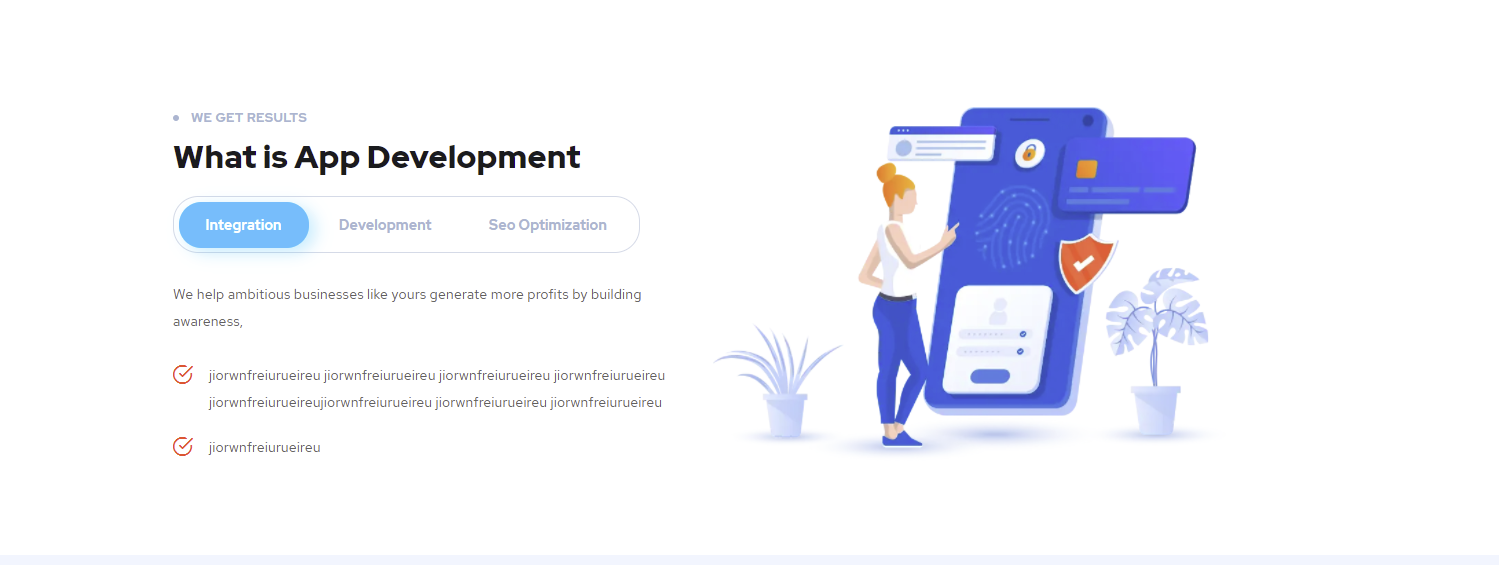 WE GET RESULTS
What is App Development
Integration
Development
Seo Optimization
We help ambitious businesses like yours generate more profits by building
awareness,
jiorwnfreiurueireu jiorwnfreiurueireu jiorwnfreiurueireu jiorwnfreiurueireu
jiorwnfreiurueireujiorwnfreiurueireu jiorwnfreiurueireu jiorwnfreiurueireu
jiorwnfreiurueireu